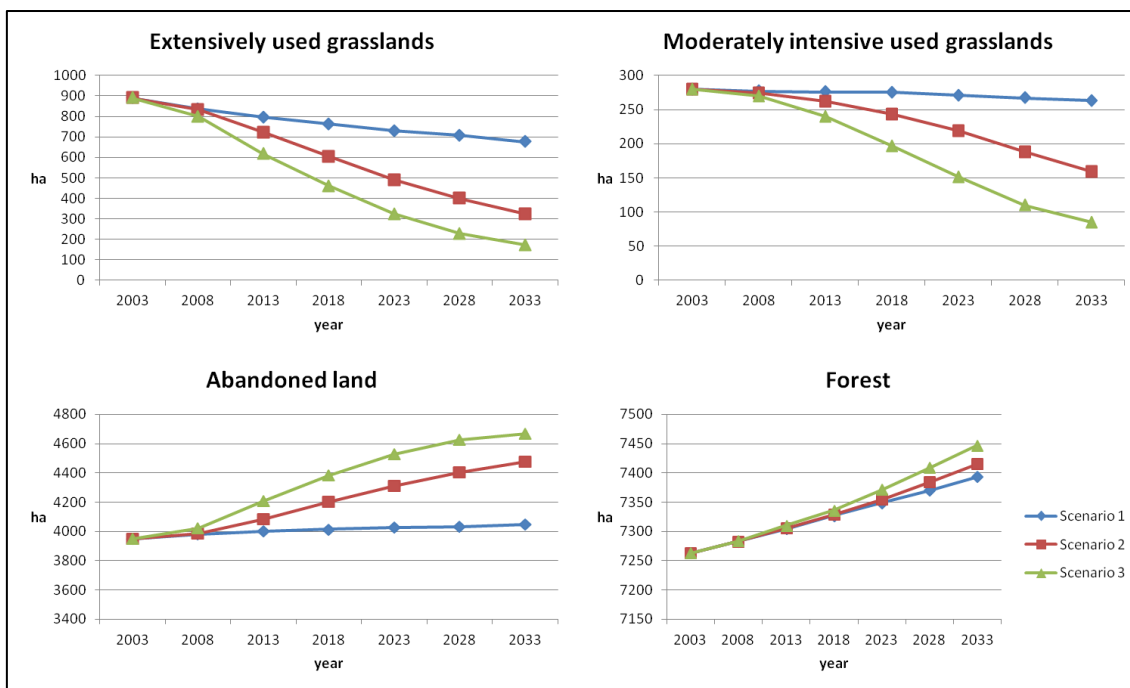 Extensively used grasslands
1000
900
800
700
600
500
400
300
200
100
0
ha
2003 2008 2013 2018 2023 2028 2033
year
Moderately intensive used grasslands
300
250
200
150
100
50
0
ha
2003 2008 2013 2018 2023 2028 2033
year
Abandoned land
4800
4600
4400
4200
4000
3800
3600
3400
ha
2003 2008 2013 2018 2023 2028 2033
year
Forest
7500
7450
7400
7350
7300
7250
7200
7150
ha
2003 2008 2013 2018 2023 2028 2033
year
Scenario 1
Scenario 2
Scenario 3